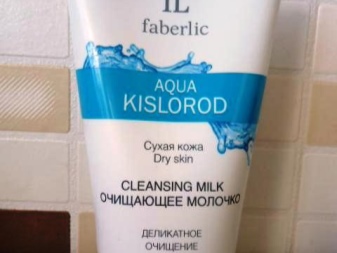 faberlic
AQUA
KISLOROD
Сухая кожа
Dry skin
CLEANSING MILK
ОЧИЩАЮЩЕЕ МОЛОЧКО
ДЕЛИКАТНОЕ
ОЧИЩЕНИЕ